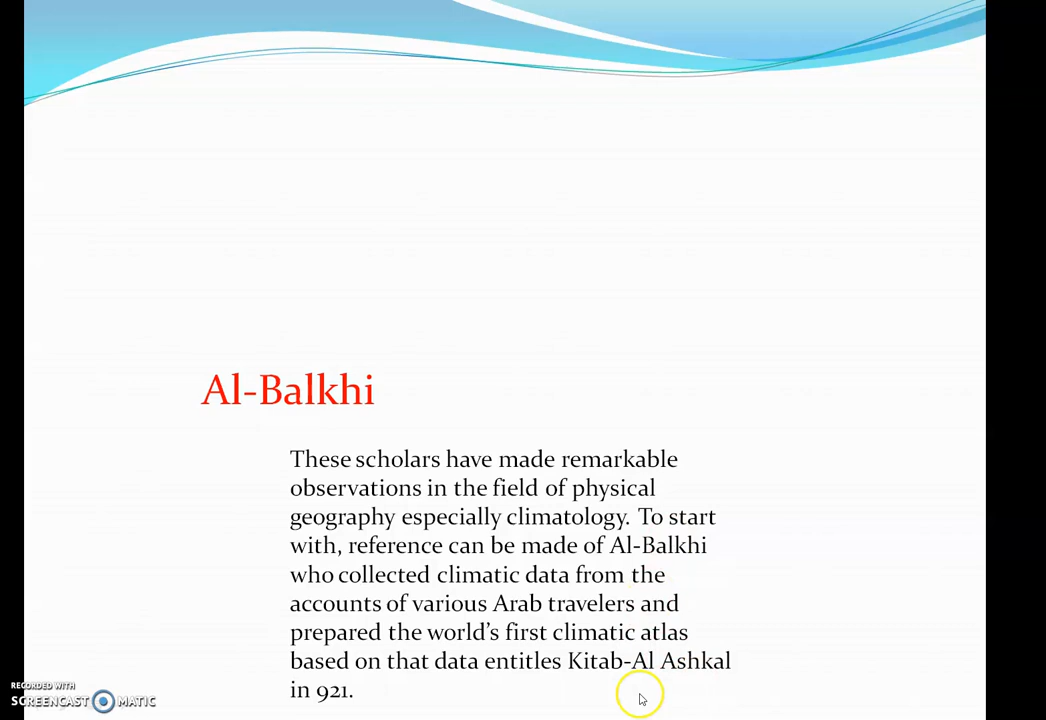 Al-Balkhi
These scholars have made remarkable
observations in the field of physical
geography especially climatology. To start
with, reference can be made of Al-Balkhi
who collected climatic data from the
accounts of various Arab travelers and
prepared the world's first climatic atlas
based on that data entitles Kitab-Al Ashkal
in 921.
RECORDED WITH
SCREENCAST MATIC